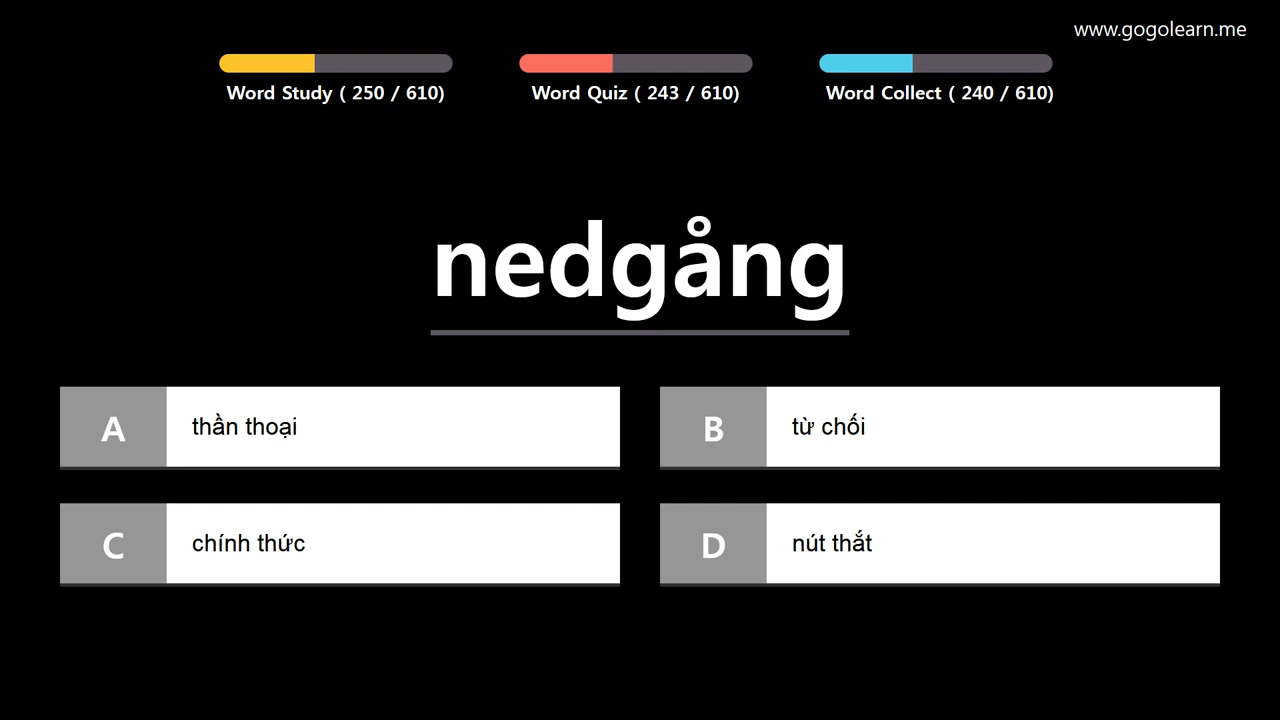 www.gogolearn.me
Word Study ( 250 / 610)
Word Quiz ( 243 / 610)
Word Collect ( 240 / 610)
nedgång
A thần thoại
B từ chối
C chính thức
D nút thắt